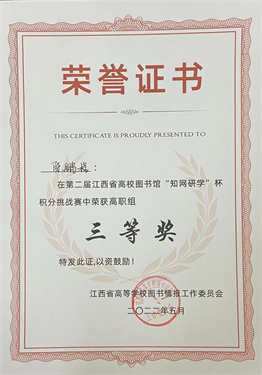 荣誉证书
THIS CERTIFICATE IS PROUDLY PRESENTED TO
：
在第二届江西省高校图书馆“知网研学”杯
积分挑战赛中荣获高职组
三等奖
特发此证，以资鼓励！
江西省高等学校图书情报工作委员会
二〇二二年五月